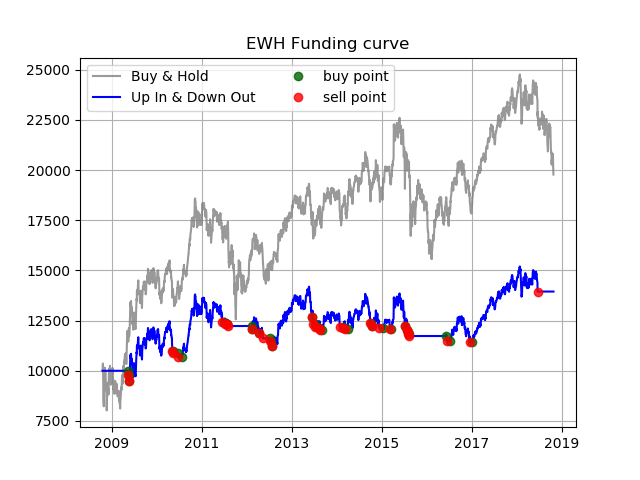 EWH Funding curve
25000
22500
20000
17500
15000
12500
10000
7500
Buy & Hold
Up In & Down Out
buy point
sell point
2009 2011 2013 2015 2017 2019